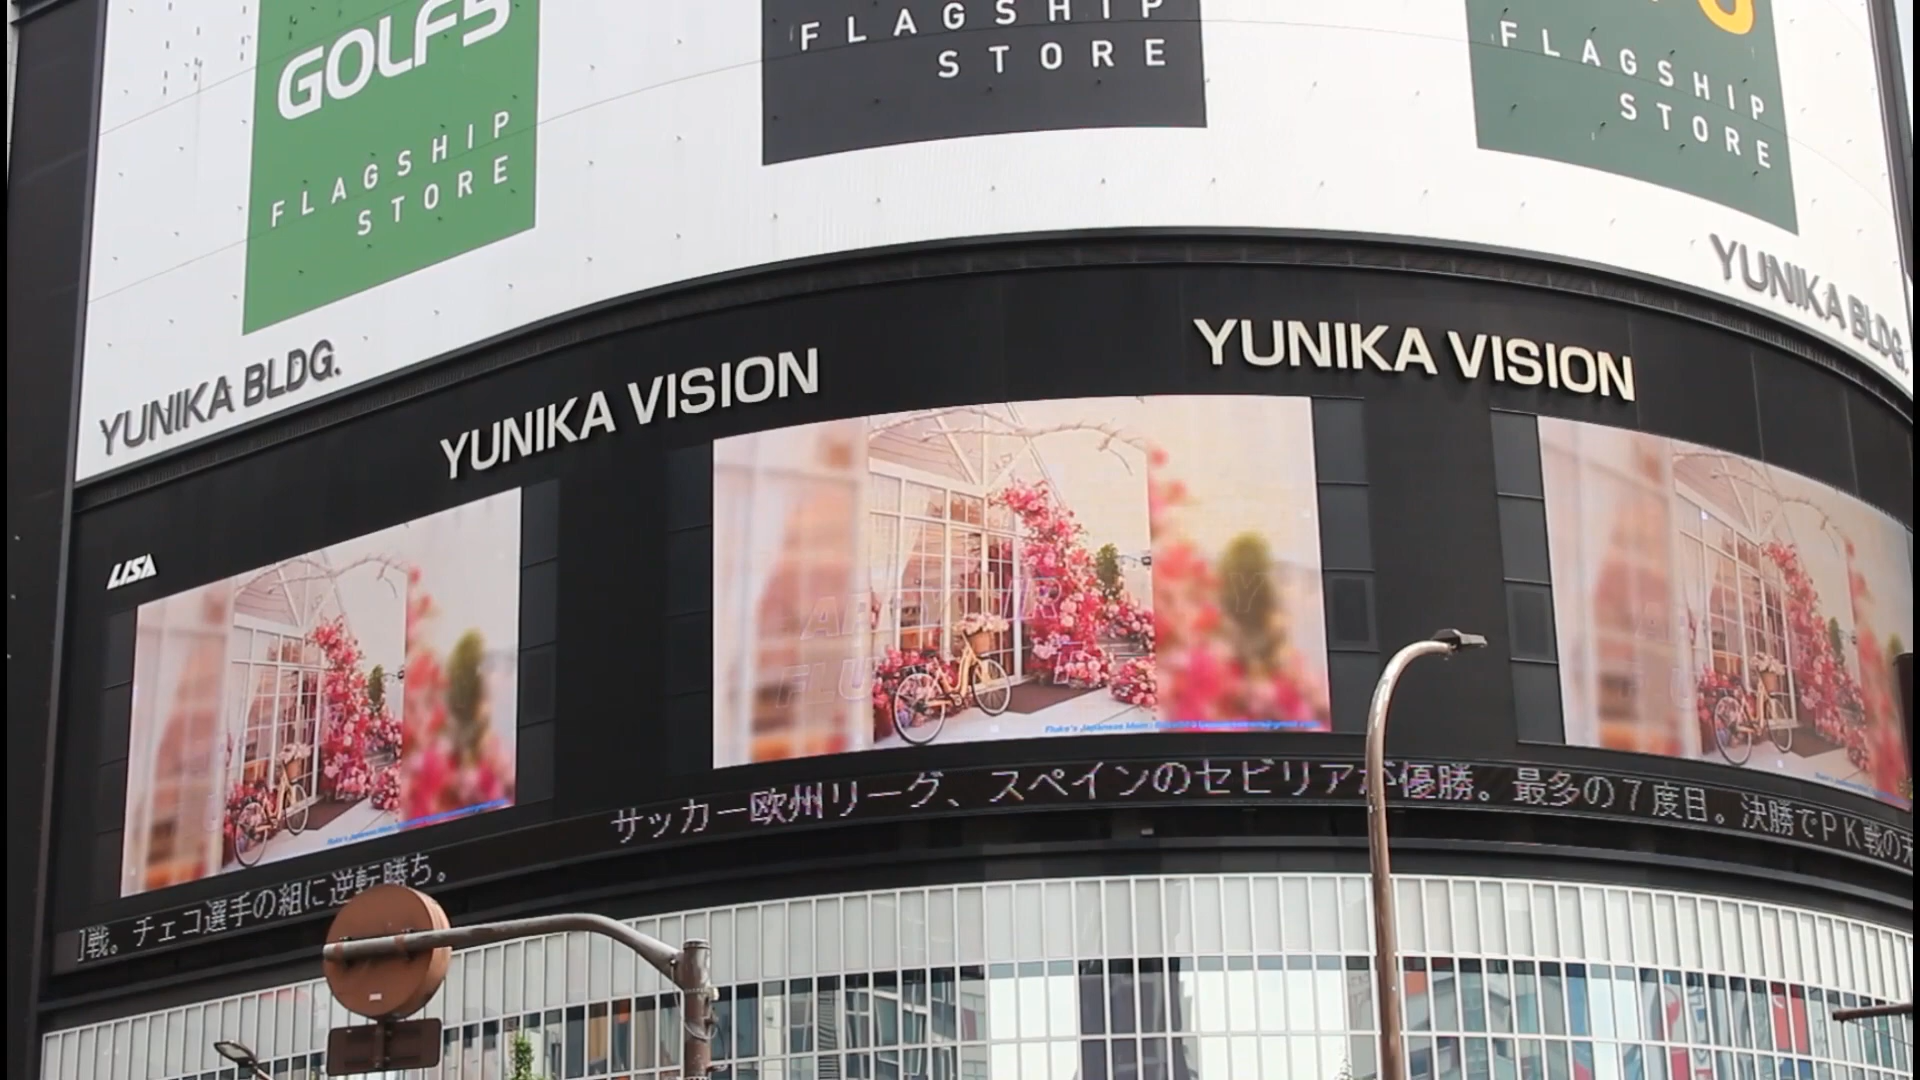 GOLF5
FLAGSHIP
STORE
FLAGSHIP
STORE
FLAGSHIP
STORE
YUNIKA BLDG.
YUNIKA BLDG.
YUNIKA VISION
YUNIKA VISION
LISA
サッカー欧州リーグ、スペインのセビリアが優勝。最多の7度目。決勝でPK戦の
戦。チェコ選手の組に逆転勝ち。